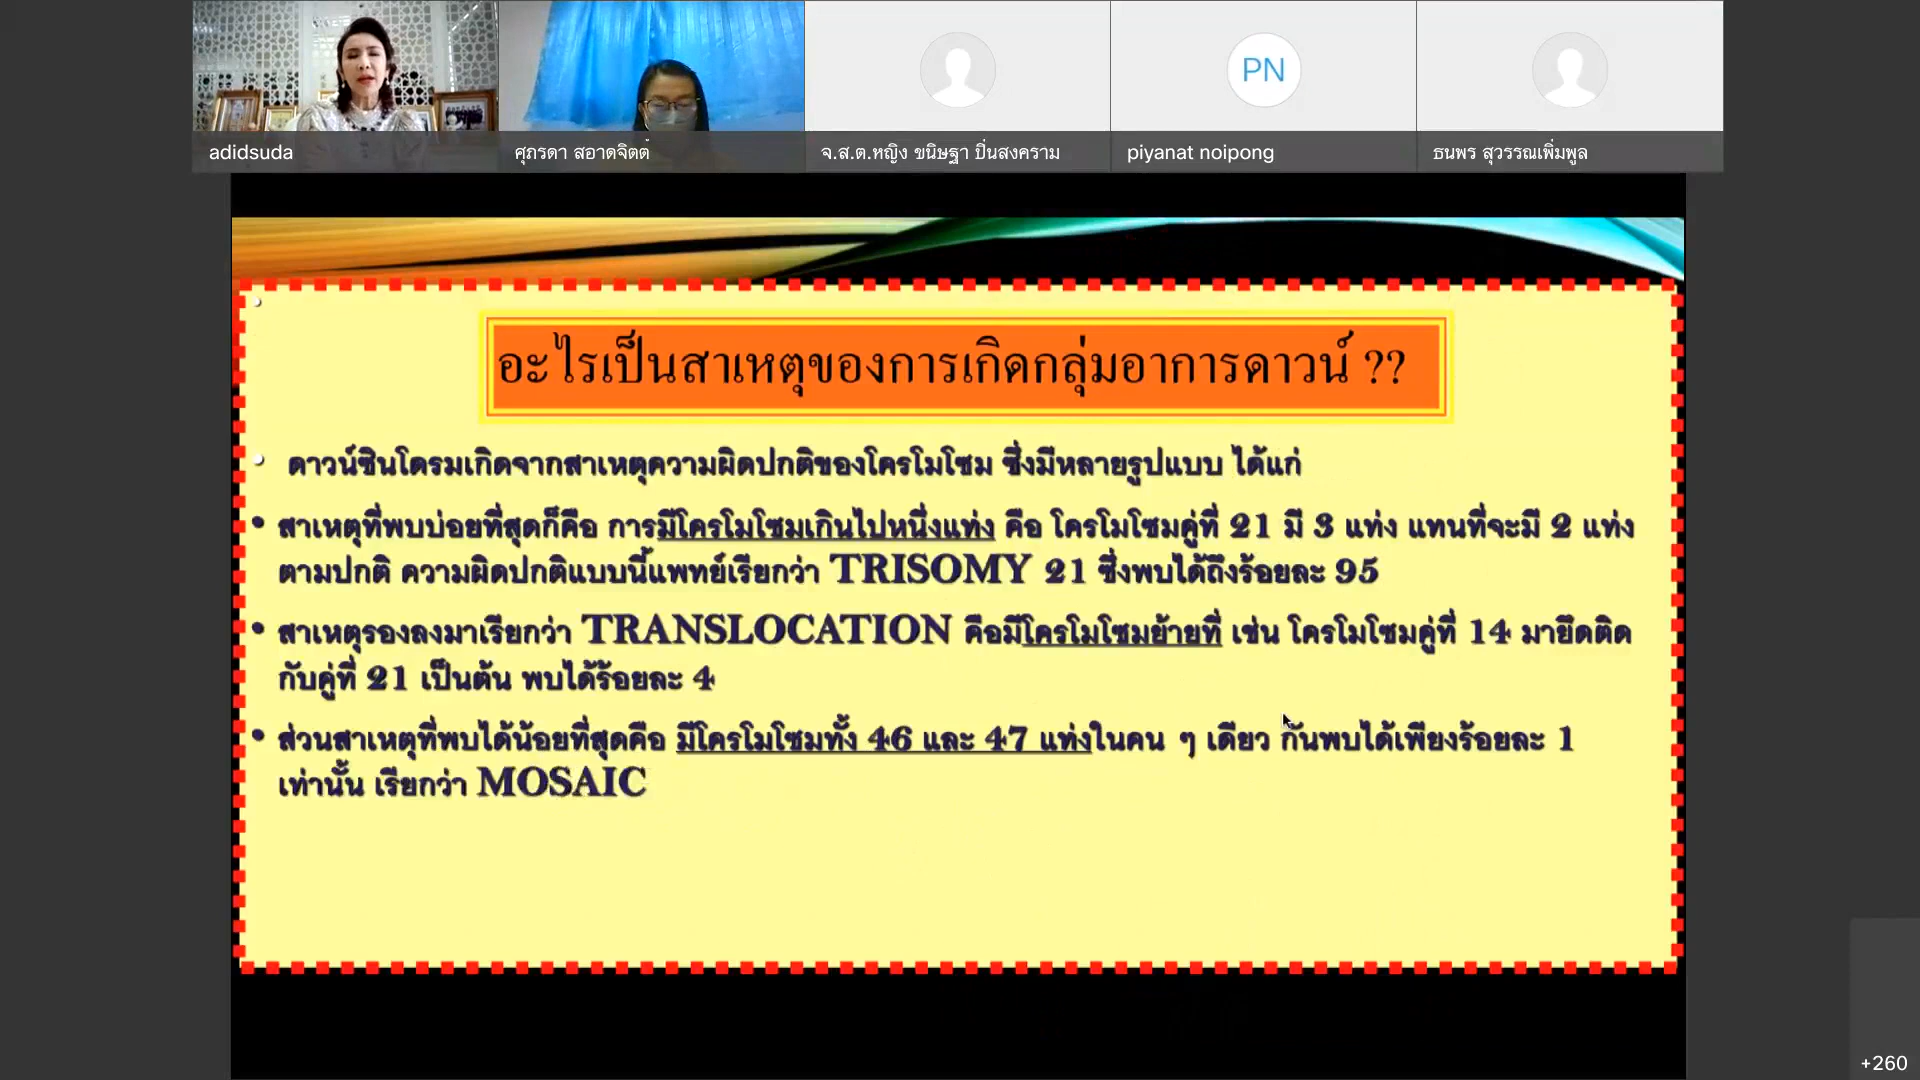 adidsuda
ศุภรดา สอาดจิตต์
จ.ส.ต.หญิง ขนิษฐา ปิ่นสงคราม
PN
piyanat noipong
ธนพร สุวรรณเพิ่มพูล
อะไรเป็นสาเหตุของการเกิดกลุ่มอาการดาวน์ ??
• ดาวน์ซินโดรมเกิดจากสาเหตุความผิดปกติของโครโมโซม ซึ่งมีหลายรูปแบบ ได้แก่
• สาเหตุที่พบบ่อยที่สุดก็คือ การมีโครโมโซมเกินไปหนึ่งแท่ง คือ โครโมโซมคู่ที่ 21 มี 3 แท่ง แทนที่จะมี 2 แท่ง
ตามปกติ ความผิดปกติแบบนี้แพทย์เรียกว่า TRISOMY 21 ซึ่งพบได้ถึงร้อยละ 95
• สาเหตุรองลงมาเรียกว่า TRANSLOCATION คือมีโครโมโซมย้ายที่ เช่น โครโมโซมคู่ที่ 14 มายึดติด
กับคู่ที่ 21 เป็นต้น พบได้ร้อยละ 4
• ส่วนสาเหตุที่พบได้น้อยที่สุดคือ มีโครโมโซมทั้ง 46 และ 47 แท่งในคน ๆ เดียว กันพบได้เพียงร้อยละ 1
เท่านั้น เรียกว่า MOSAIC
+260